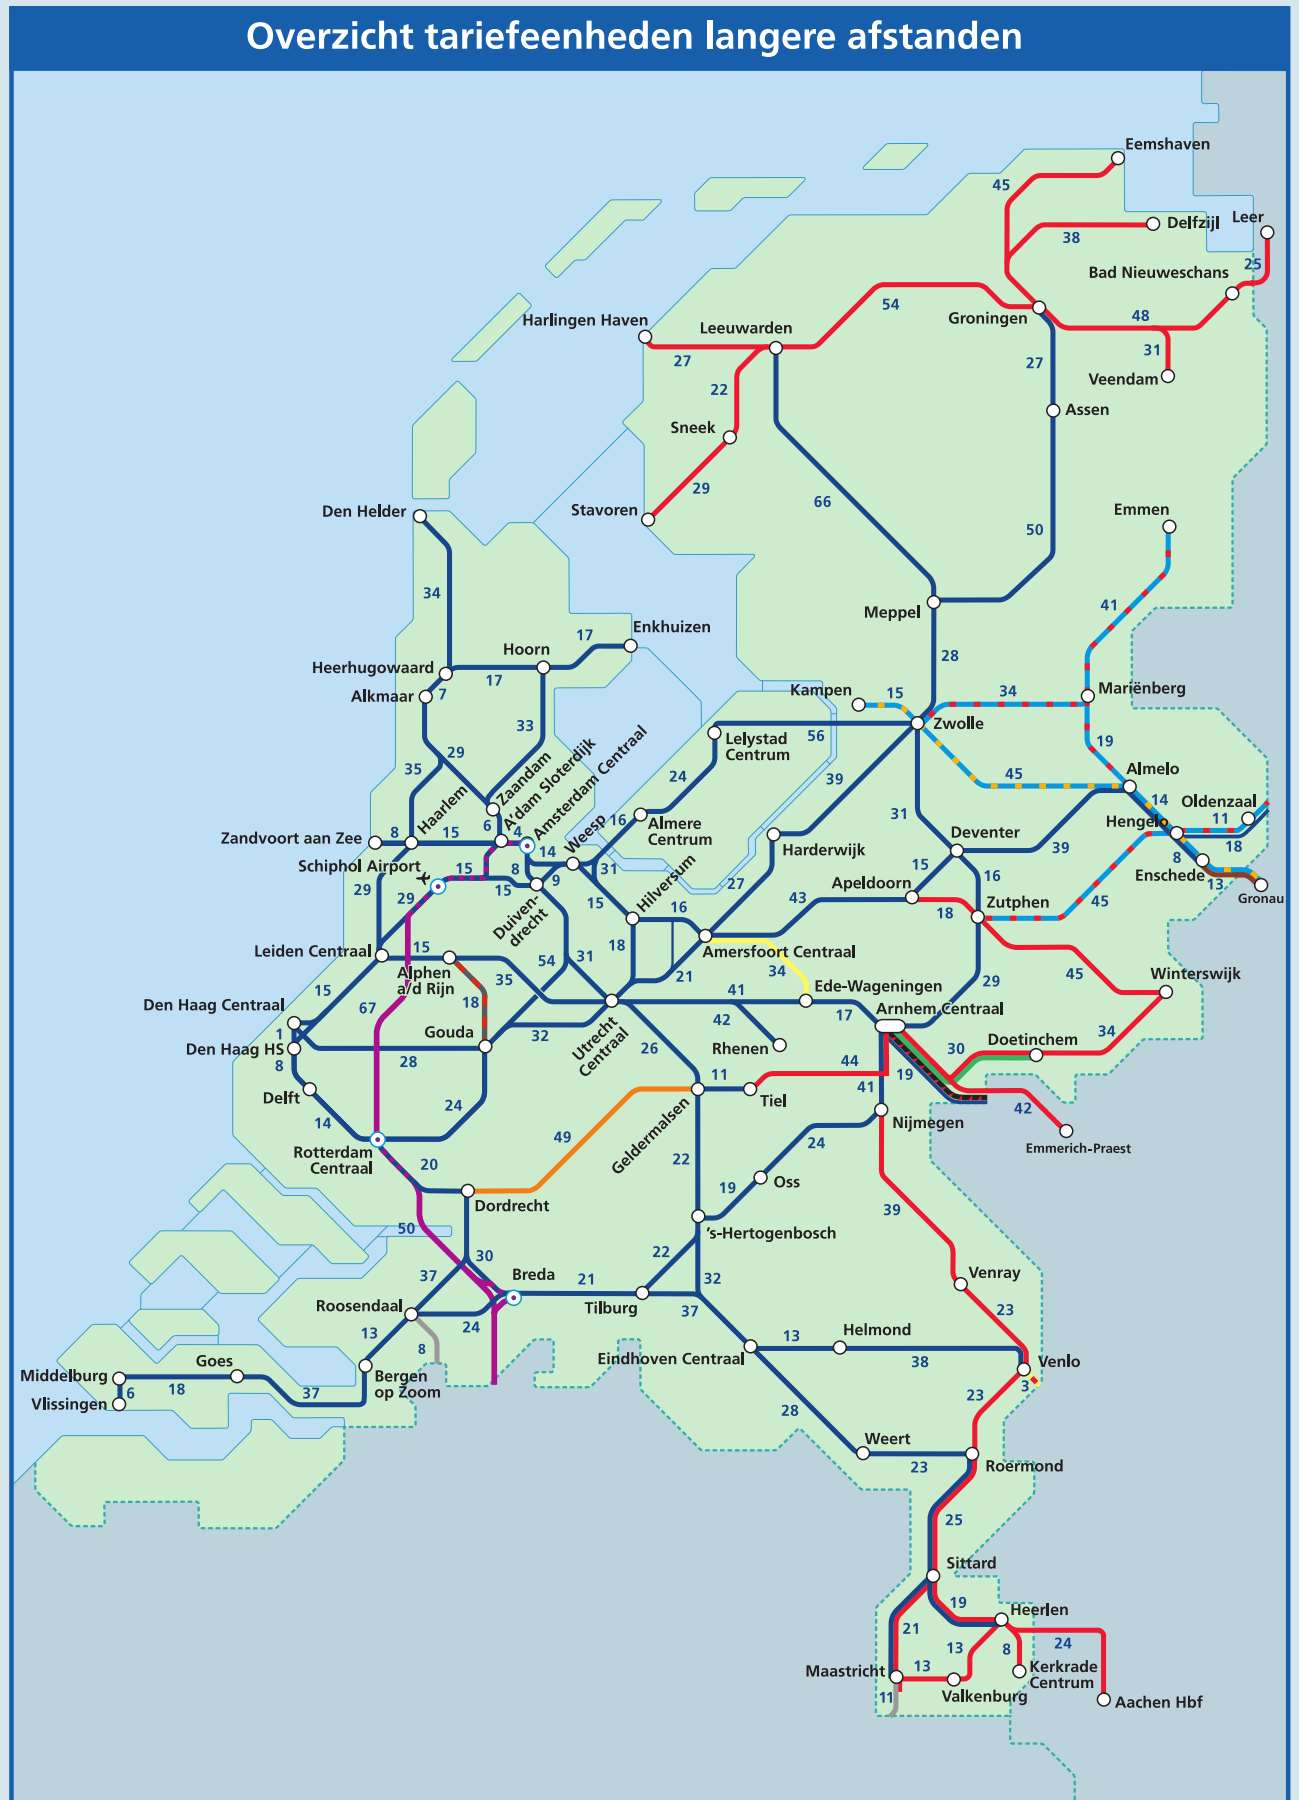 Overzicht tariefeenheden langere afstanden
Eemshaven
45
Delfzijl
Leer
38
25
Bad Nieuweschans
54
Harlingen Haven
Leeuwarden
Groningen
48
27
27
31
22
Veendam
Assen
Sneek
29
66
Stavoren
Den Helder
50
Emmen
34
Meppel
41
Enkhuizen
17
Hoorn
28
Heerhugowaard
17
Alkmaar
7
Kampen
15
34
Mariënberg
33
Zwolle
56
Lelystad
Centrum
19
29
35
Zaandam
A'dam Sloterdijk
Amsterdam Centraal
24
39
45
Almelo
14
Oldenzaal
Haarlem
31
16
Almere
Centrum
11
Hengelo
Zandvoort aan Zee
8
15
6
4
Weesp
14
Deventer
18
Harderwijk
39
8
Schiphol Airport
15
8
31
15
9
15
Enschede
13
Gronau
29
29
Hilversum
27
Apeldoorn
16
15
43
Duiven-
drecht
16
18
Zutphen
45
Leiden Centraal
15
18
Amersfoort Centraal
Alphen
a/d Rijn
54
31
21
34
45
Winterswijk
35
29
15
67
18
41
Ede-Wageningen
Den Haag Centraal
17
Arnhem Centraal
1
Gouda
32
Utrecht
Centraal
42
34
Den Haag HS
26
Rhenen
Doetinchem
30
8
28
44
19
11
41
Delft
Tiel
24
42
14
Geldermalsen
Nijmegen
49
24
Emmerich-Praest
Rotterdam
Centraal
20
22
19
Oss
Dordrecht
39
50
's-Hertogenbosch
30
22
37
Breda
21
32
Venray
Roosendaal
Tilburg
37
23
13
24
13
Helmond
8
Eindhoven Centraal
38
Venlo
Goes
Middelburg
Bergen
op Zoom
6
18
37
3
Vlissingen
23
28
Weert
23
Roermond
25
Sittard
19
Heerlen
21
24
13
8
Maastricht
13
Kerkrade
Centrum
11
Valkenburg
Aachen Hbf